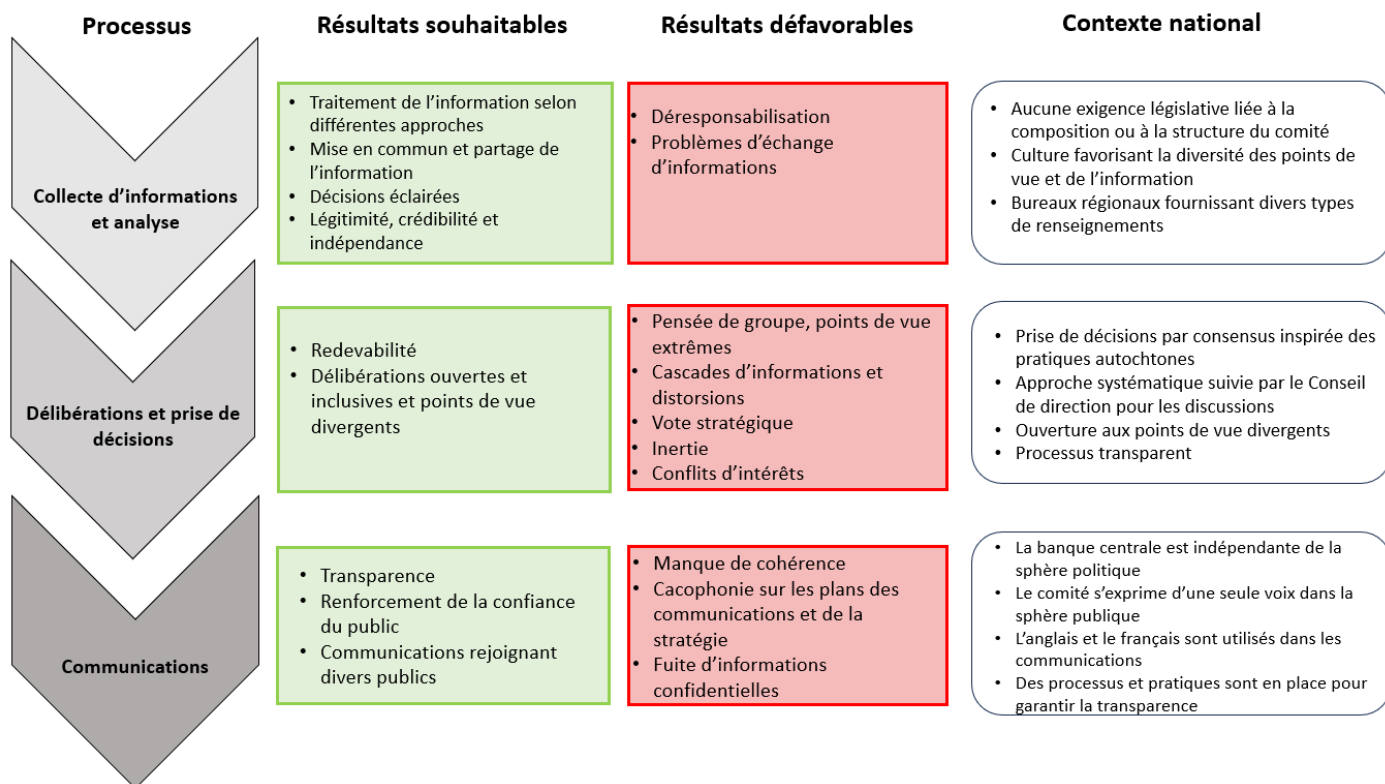 Processus
Résultats souhaitables
Résultats défavorables
Contexte national
Collecte d’informations
et analyse
• Traitement de l’information selon
différentes approches
• Mise en commun et partage de
l’information
• Décisions éclairées
• Légitimité, crédibilité et
indépendance
• Déresponsabilisation
• Problèmes d’échange
d’informations
• Aucune exigence législative liée à la
composition ou à la structure du comité
• Culture favorisant la diversité des points de
vue et de l’information
• Bureaux régionaux fournissant divers types
de renseignements
Délibérations et prise de
décisions
• Redevabilité
• Délibérations ouvertes et
inclusives et points de vue
divergents
• Pensée de groupe, points de vue
extrêmes
• Cascades d’informations et
distorsions
• Vote stratégique
• Inertie
• Conflits d’intérêts
• Prise de décisions par consensus inspirée des
pratiques autochtones
• Approche systématique suivie par le Conseil
de direction pour les discussions
• Ouverture aux points de vue divergents
• Processus transparent
Communications
• Transparence
• Renforcement de la confiance
du public
• Communications rejoignant
divers publics
• Manque de cohérence
• Cacophonie sur les plans des
communications et de la
stratégie
• Fuite d’informations
confidentielles
• La banque centrale est indépendante de la
sphère politique
• Le comité s’exprime d’une seule voix dans la
sphère publique
• L’anglais et le français sont utilisés dans les
communications
• Des processus et pratiques sont en place pour
garantir la transparence